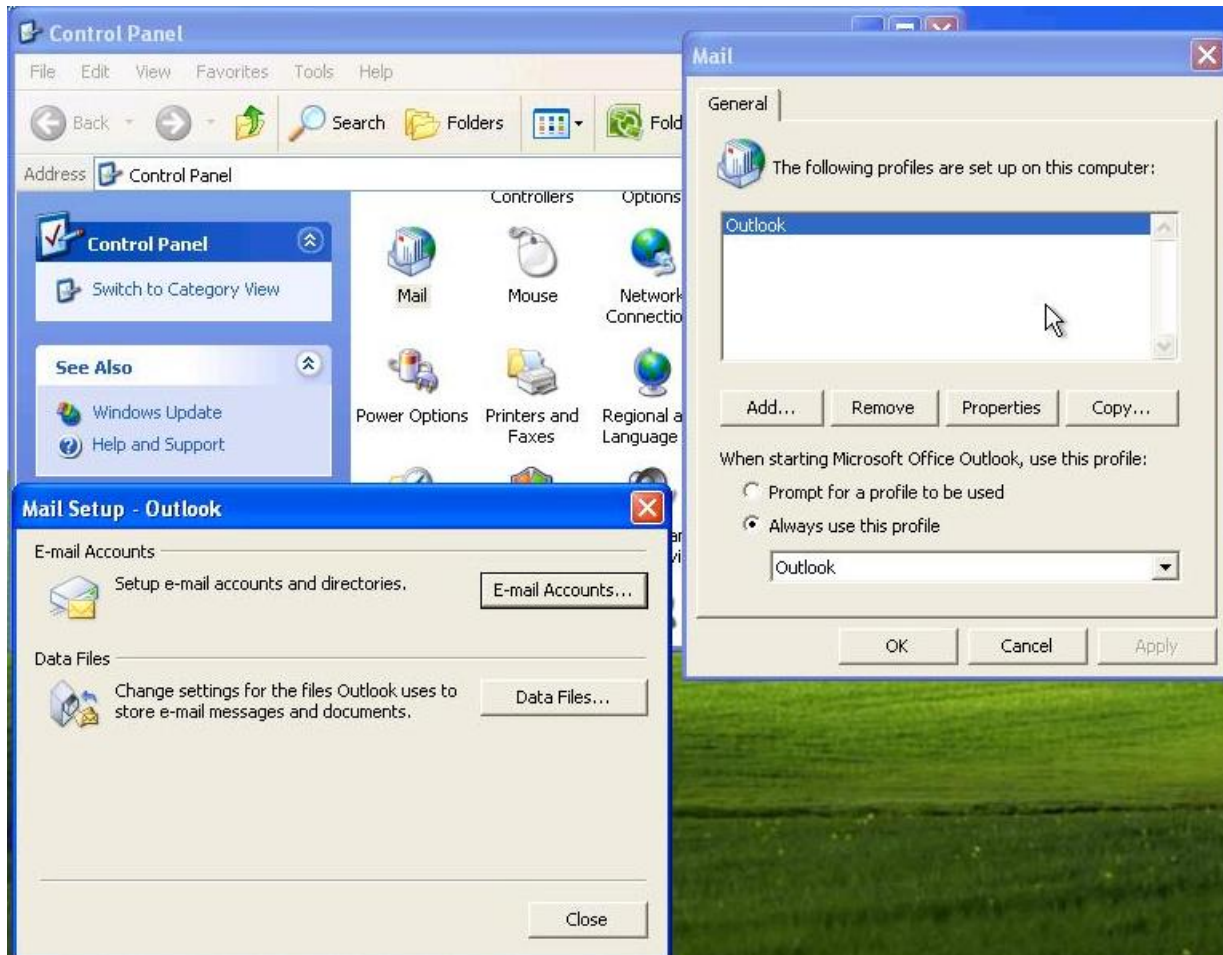 Control Panel
File Edit View Favorites Tools Help
Back Search Folders
Address Control Panel
Controllers Options
Control Panel
Switch to Category View
Mail Mouse Network
See Also
Windows Update
Help and Support
Power Options Printers and Regional
Faxes Language
Mail
General
The following profiles are set up on this computer:
Outlook
Add... Remove Properties Copy...
When starting Microsoft Office Outlook, use this profile:
Prompt for a profile to be used
Always use this profile
Outlook
OK Cancel Apply
Mail Setup - Outlook
E-mail Accounts
Setup e-mail accounts and directories.
E-mail Accounts...
Data Files
Change settings for the files Outlook uses to
store e-mail messages and documents.
Data Files...
Close